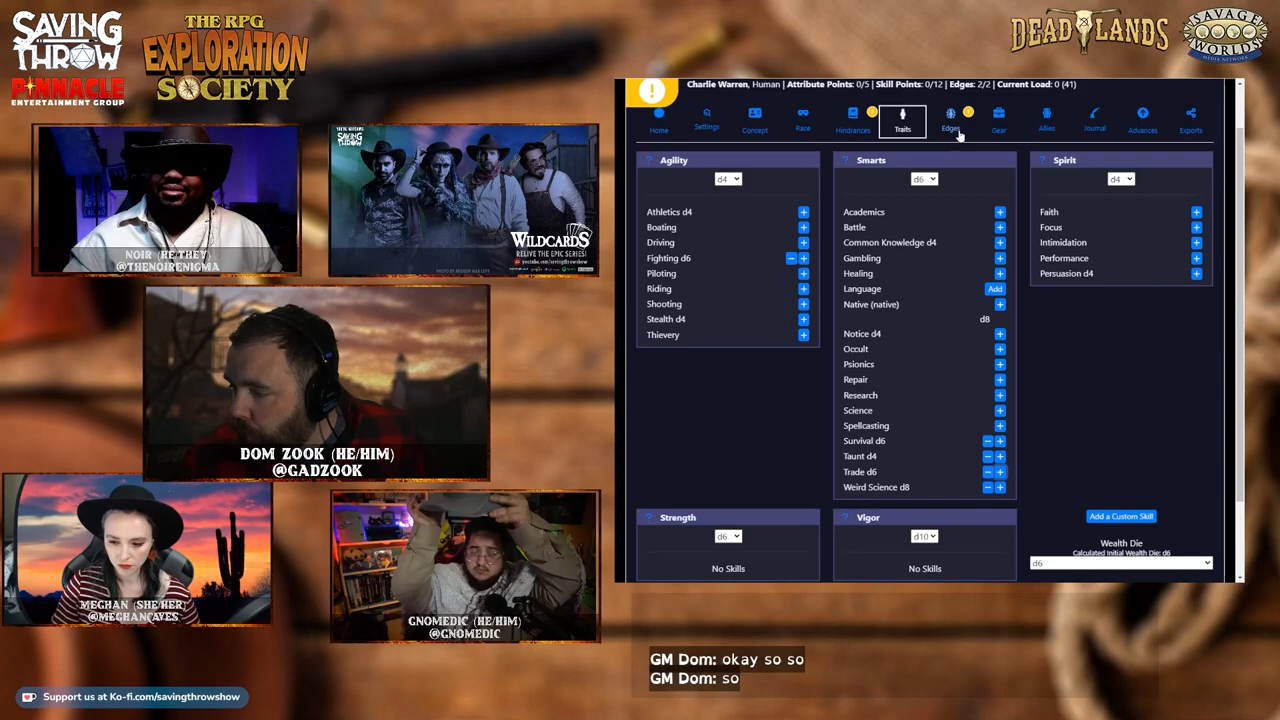 SAVING
THROW
PINNACLE
ENTERTAINMENT GROUP
THE RPG
EXPLORATION
SOCIETY
DEADLANDS
SAVAGE
WORLDS
MEDIA NETWORK
NOIR (HE/THEY)
@THENOIRENIGMA
SAVING
THROW
WILDCARDS
RELIVE THE EPIC SERIES!
DOM ZOOK (HE/HIM)
@GADZOOK
MEGHAN (SHE/HER)
@MEGHANCAVES
GNOMEDIC (HE/HIM)
@GNOMEDIC
Support us at Ko-fi.com/savingthrowshow
Charlie Warren, Human | Attribute Points: 0/5 | Skill Points: 0/12 | Edges: 2/2 | Current Load: 0 (41)
Home Settings Concept Race Hindrances Traits Edges Gear Allies Journal Advances Exports
? Agility
d4
Athletics d4 +
Boating +
Driving +
Fighting d6 − +
Piloting +
Riding +
Shooting +
Stealth d4 +
Thievery +
? Smarts
d6
Academics +
Battle +
Common Knowledge d4 +
Gambling +
Healing +
Language Add
Native (native) +
d8
Notice d4 +
Occult +
Psionics +
Repair +
Research +
Science +
Spellcasting +
Survival d6 − +
Taunt d4 − +
Trade d6 − +
Weird Science d8 − +
? Spirit
d4
Faith +
Focus +
Intimidation +
Performance +
Persuasion d4 +
? Strength
d6
No Skills
? Vigor
d10
No Skills
Add a Custom Skill
Wealth Die
Calculated Initial Wealth Die: d6
d6
GM Dom: okay so so
GM Dom: so